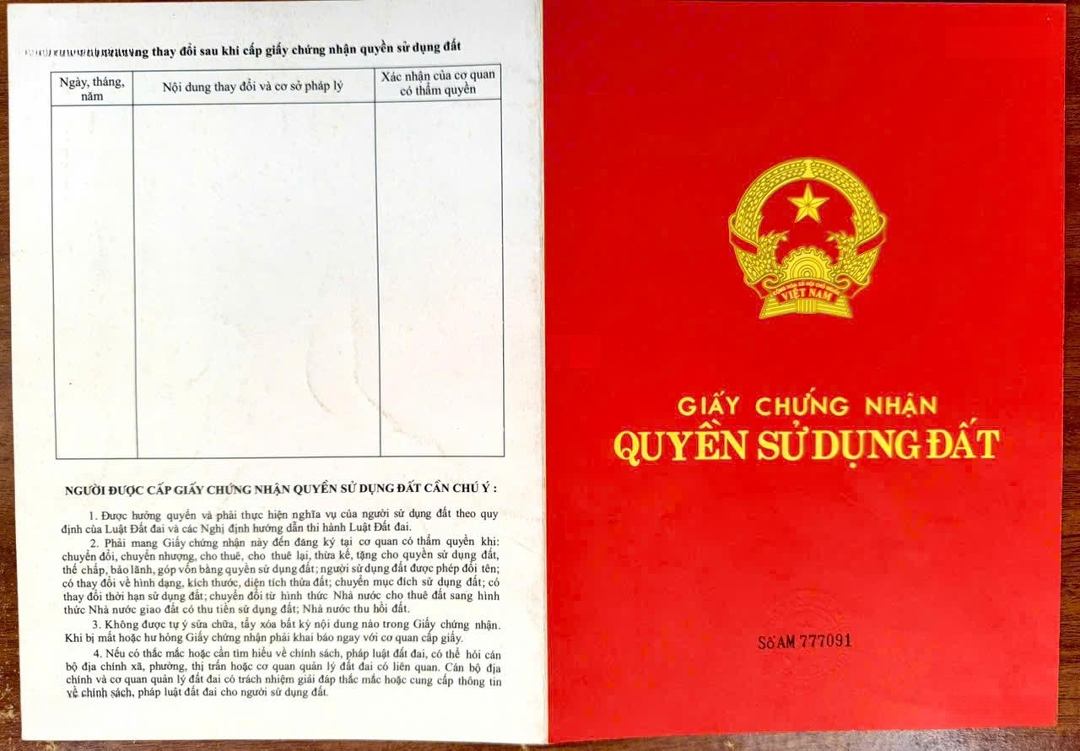 thay đổi sau khi cấp giấy chứng nhận quyền sử dụng đất
Ngày, tháng, năm
Nội dung thay đổi và cơ sở pháp lý
Xác nhận của cơ quan có thẩm quyền
NGƯỜI ĐƯỢC CẤP GIẤY CHỨNG NHẬN QUYỀN SỬ DỤNG ĐẤT CẦN CHÚ Ý :
1. Được hưởng quyền và phải thực hiện nghĩa vụ của người sử dụng đất theo quy
định của Luật Đất đai và các Nghị định hướng dẫn thi hành Luật Đất đai.
2. Phải mang Giấy chứng nhận này đến đăng ký tại cơ quan có thẩm quyền khi:
chuyển đổi, chuyển nhượng, cho thuê, cho thuê lại, thừa kế, tặng cho quyền sử dụng đất,
thế chấp, bảo lãnh, góp vốn bằng quyền sử dụng đất; người sử dụng đất được phép đổi tên;
có thay đổi về hình dạng, kích thước, diện tích thửa đất; chuyển mục đích sử dụng đất; có
thay đổi thời hạn sử dụng đất; chuyển đổi từ hình thức Nhà nước cho thuê đất sang hình
thức Nhà nước giao đất có thu tiền sử dụng đất; Nhà nước thu hồi đất.
3. Không được tự ý sửa chữa, tẩy xóa bất kỳ nội dung nào trong Giấy chứng nhận.
Khi bị mất hoặc hư hỏng Giấy chứng nhận phải khai báo ngay với cơ quan cấp giấy.
4. Nếu có thắc mắc hoặc cần tìm hiểu về chính sách, pháp luật đất đai, có thể hỏi cán
bộ địa chính xã, phường, thị trấn hoặc cơ quan quản lý đất đai có liên quan. Cán bộ địa
chính và cơ quan quản lý đất đai có trách nhiệm giải đáp thắc mắc hoặc cung cấp thông tin
về chính sách, pháp luật đất đai cho người sử dụng đất.
CỘNG HÒA XÃ HỘI CHỦ NGHĨA
VIỆT NAM
GIẤY CHỨNG NHẬN
QUYỀN SỬ DỤNG ĐẤT
Số AM 777091